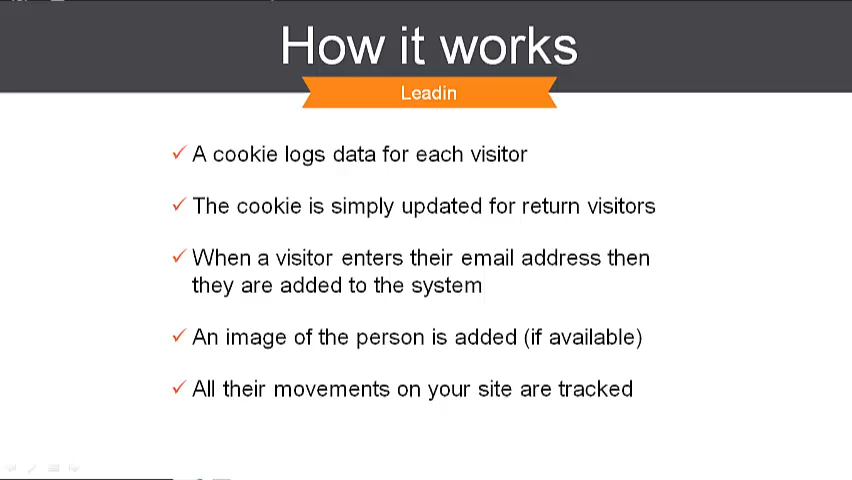 How it works
Leadin
A cookie logs data for each visitor
The cookie is simply updated for return visitors
When a visitor enters their email address then
they are added to the system
An image of the person is added (if available)
All their movements on your site are tracked